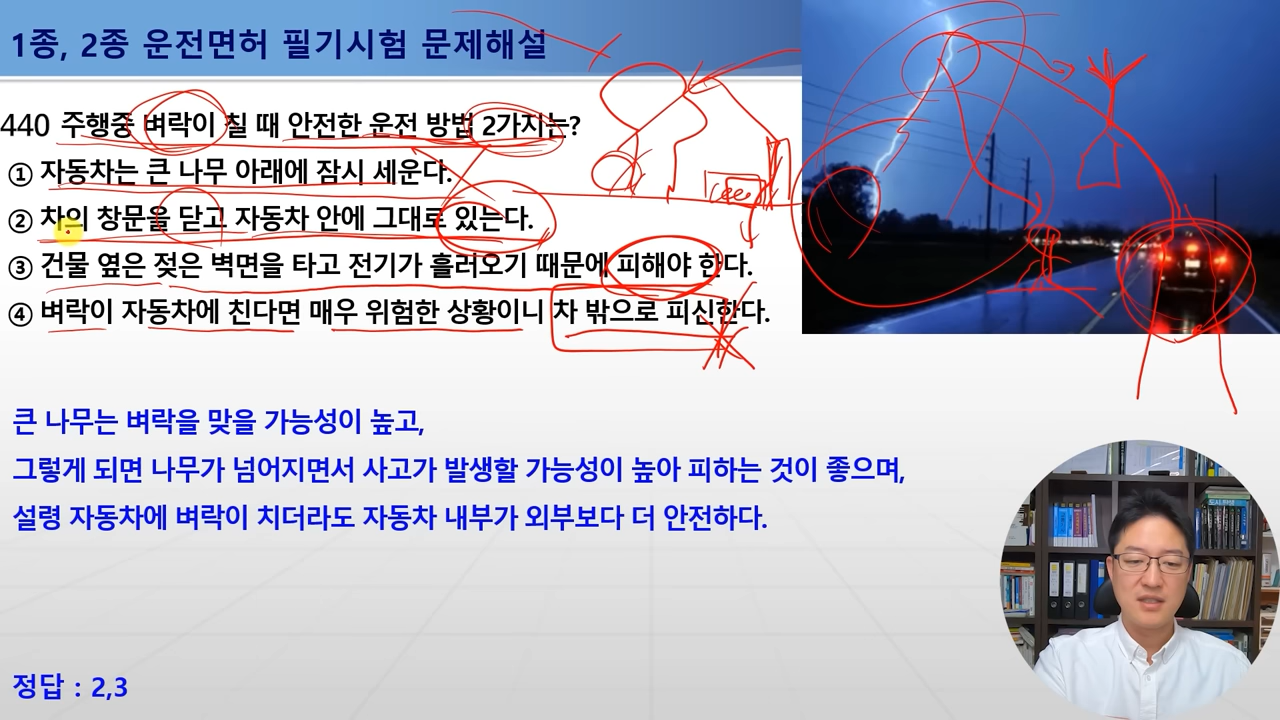 1종, 2종 운전면허 필기시험 문제해설
440 주행중 벼락이 칠 때 안전한 운전 방법 2가지는?
① 자동차는 큰 나무 아래에 잠시 세운다.
② 차의 창문을 닫고 자동차 안에 그대로 있는다.
③ 건물 옆은 젖은 벽면을 타고 전기가 흘러오기 때문에 피해야 한다.
④ 벼락이 자동차에 친다면 매우 위험한 상황이니 차 밖으로 피신한다.
큰 나무는 벼락을 맞을 가능성이 높고,
그렇게 되면 나무가 넘어지면서 사고가 발생할 가능성이 높아 피하는 것이 좋으며,
설령 자동차에 벼락이 치더라도 자동차 내부가 외부보다 더 안전하다.
정답 : 2,3